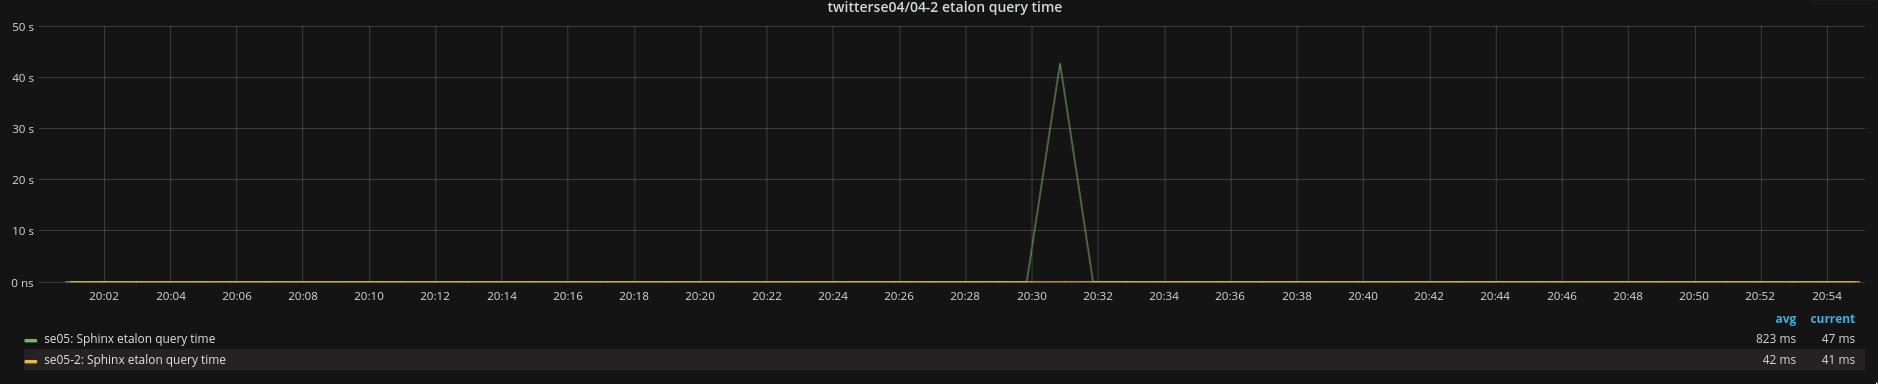 twitterse04/04-2 etalon query time
50 s
40 s
30 s
20 s
10 s
0 ns
20:02 20:04 20:06 20:08 20:10 20:12 20:14 20:16 20:18 20:20 20:22 20:24 20:26 20:28 20:30 20:32 20:34 20:36 20:38 20:40 20:42 20:44 20:46 20:48 20:50 20:52 20:54
avg current
se05: Sphinx etalon query time 823 ms 47 ms
se05-2: Sphinx etalon query time 42 ms 41 ms